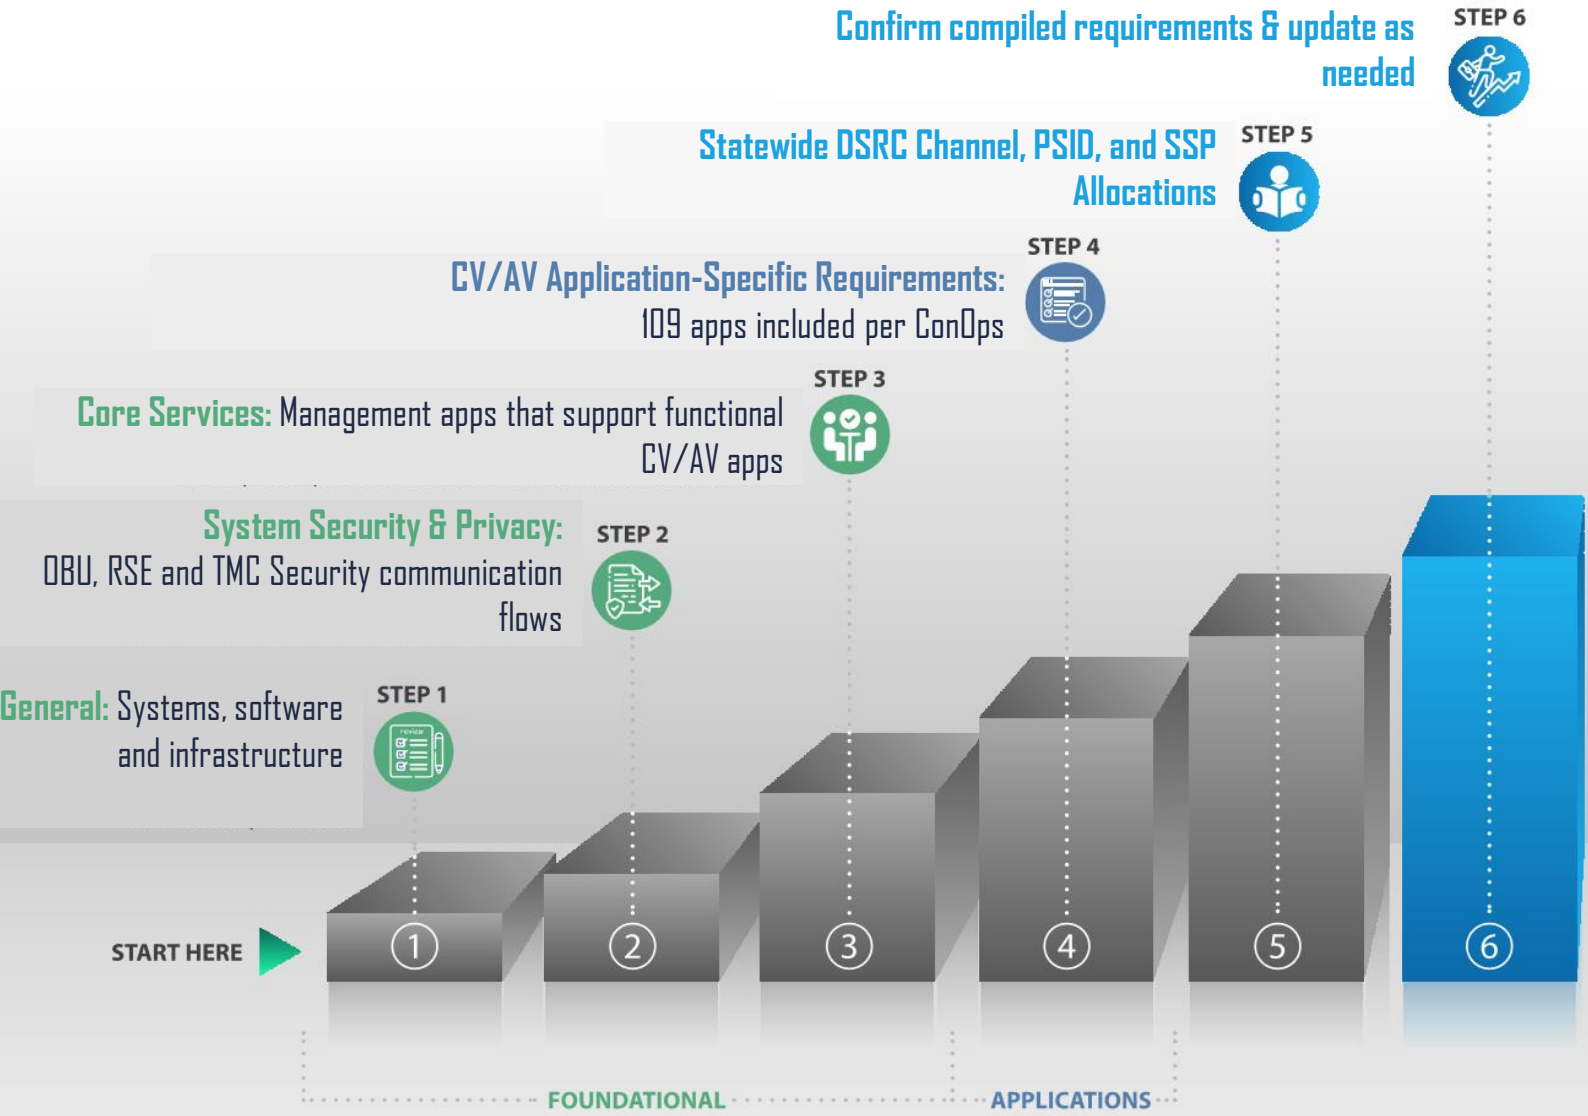 STEP 6
Confirm compiled requirements & update as
needed
STEP 5
Statewide DSRC Channel, PSID, and SSP
Allocations
STEP 4
CV/AV Application-Specific Requirements:
109 apps included per ConOps
STEP 3
Core Services: Management apps that support functional
CV/AV apps
STEP 2
System Security & Privacy:
OBU, RSE and TMC Security communication
flows
STEP 1
General: Systems, software
and infrastructure
review
START HERE
1
2
3
4
5
6
FOUNDATIONAL
APPLICATIONS